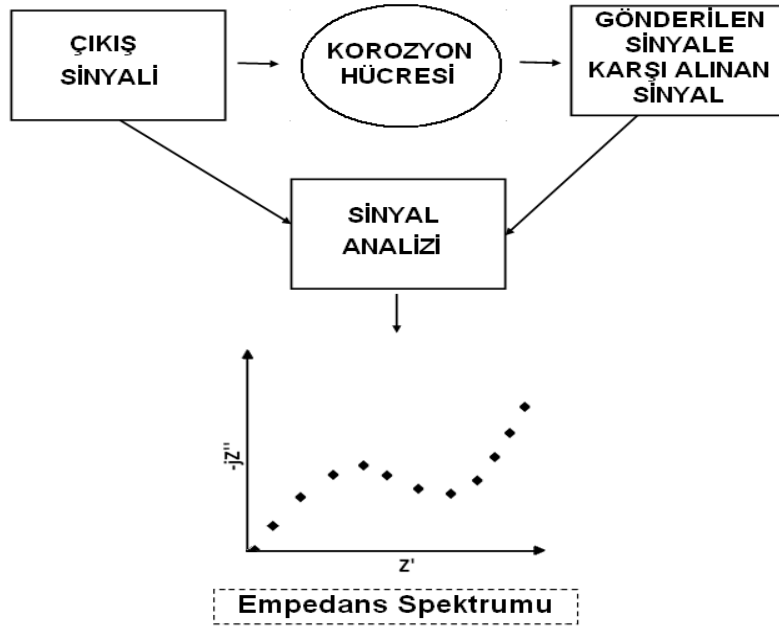 ÇIKIŞ
SİNYALİ
KOROZYON
HÜCRESİ
GÖNDERİLEN
SİNYALE
KARŞI ALINAN
SİNYAL
SİNYAL
ANALİZİ
-jZ''
Z'
Empedans Spektrumu